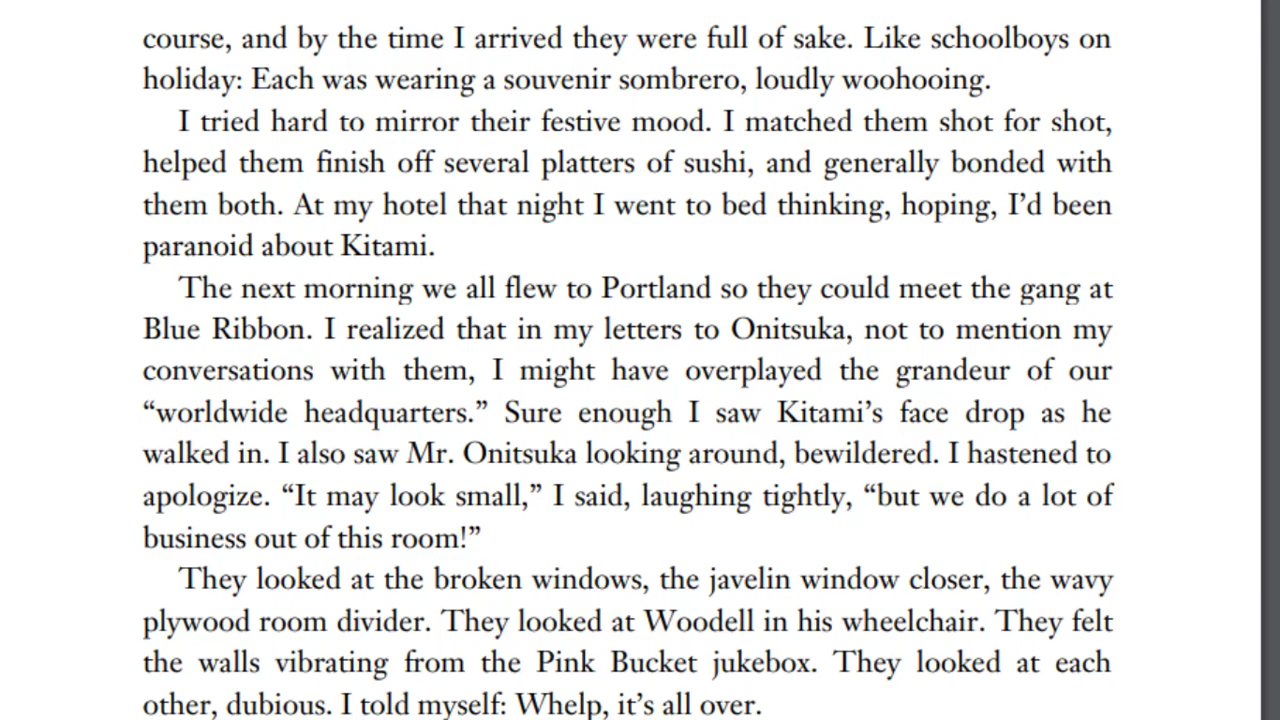 course, and by the time I arrived they were full of sake. Like schoolboys on
holiday: Each was wearing a souvenir sombrero, loudly woohooing.
I tried hard to mirror their festive mood. I matched them shot for shot,
helped them finish off several platters of sushi, and generally bonded with
them both. At my hotel that night I went to bed thinking, hoping, I’d been
paranoid about Kitami.
The next morning we all flew to Portland so they could meet the gang at
Blue Ribbon. I realized that in my letters to Onitsuka, not to mention my
conversations with them, I might have overplayed the grandeur of our
“worldwide headquarters.” Sure enough I saw Kitami’s face drop as he
walked in. I also saw Mr. Onitsuka looking around, bewildered. I hastened to
apologize. “It may look small,” I said, laughing tightly, “but we do a lot of
business out of this room!”
They looked at the broken windows, the javelin window closer, the wavy
plywood room divider. They looked at Woodell in his wheelchair. They felt
the walls vibrating from the Pink Bucket jukebox. They looked at each
other, dubious. I told myself: Whelp, it’s all over.